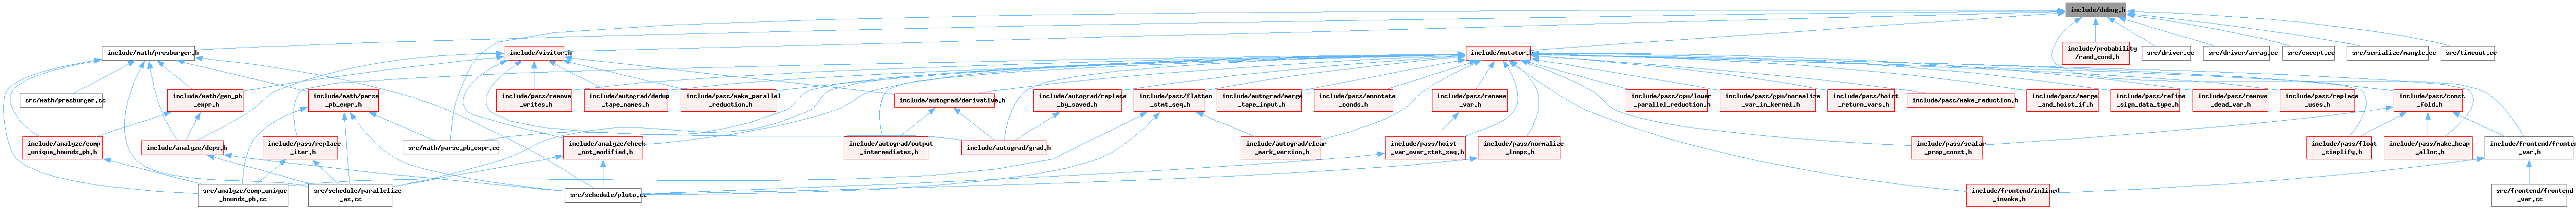 include/debug.h
include/math/presburger.h
include/visitor.h
include/mutator.h
include/probability
/rand_cond.h
src/driver.cc
src/driver/array.cc
src/except.cc
src/serialize/mangle.cc
src/timeout.cc
src/math/presburger.cc
include/math/gen_pb
_expr.h
include/math/parse
_pb_expr.h
include/pass/remove
_writes.h
include/autograd/dedup
_tape_names.h
include/pass/make_parallel
_reduction.h
include/autograd/derivative.h
include/autograd/replace
_by_saved.h
include/pass/flatten
_stmt_seq.h
include/autograd/merge
_tape_input.h
include/pass/annotate
_conds.h
include/pass/rename
_var.h
include/pass/cpu/lower
_parallel_reduction.h
include/pass/gpu/normalize
_var_in_kernel.h
include/pass/hoist
_return_vars.h
include/pass/make_reduction.h
include/pass/merge
_and_hoist_if.h
include/pass/refine
_sign_data_type.h
include/pass/remove
_dead_var.h
include/pass/replace
_uses.h
include/pass/const
_fold.h
include/analyze/comp
_unique_bounds_pb.h
include/analyze/deps.h
include/pass/replace
_iter.h
src/math/parse_pb_expr.cc
include/analyze/check
_not_modified.h
include/autograd/output
_intermediates.h
include/autograd/grad.h
include/autograd/clear
_mark_version.h
include/pass/hoist
_var_over_stmt_seq.h
include/pass/normalize
_loops.h
include/pass/scalar
_prop_const.h
include/pass/float
_simplify.h
include/pass/make_heap
_alloc.h
include/frontend/frontend
_var.h
src/analyze/comp_unique
_bounds_pb.cc
src/schedule/parallelize
_as.cc
src/schedule/pluto.cc
include/frontend/inlined
_invoke.h
src/frontend/frontend
_var.cc